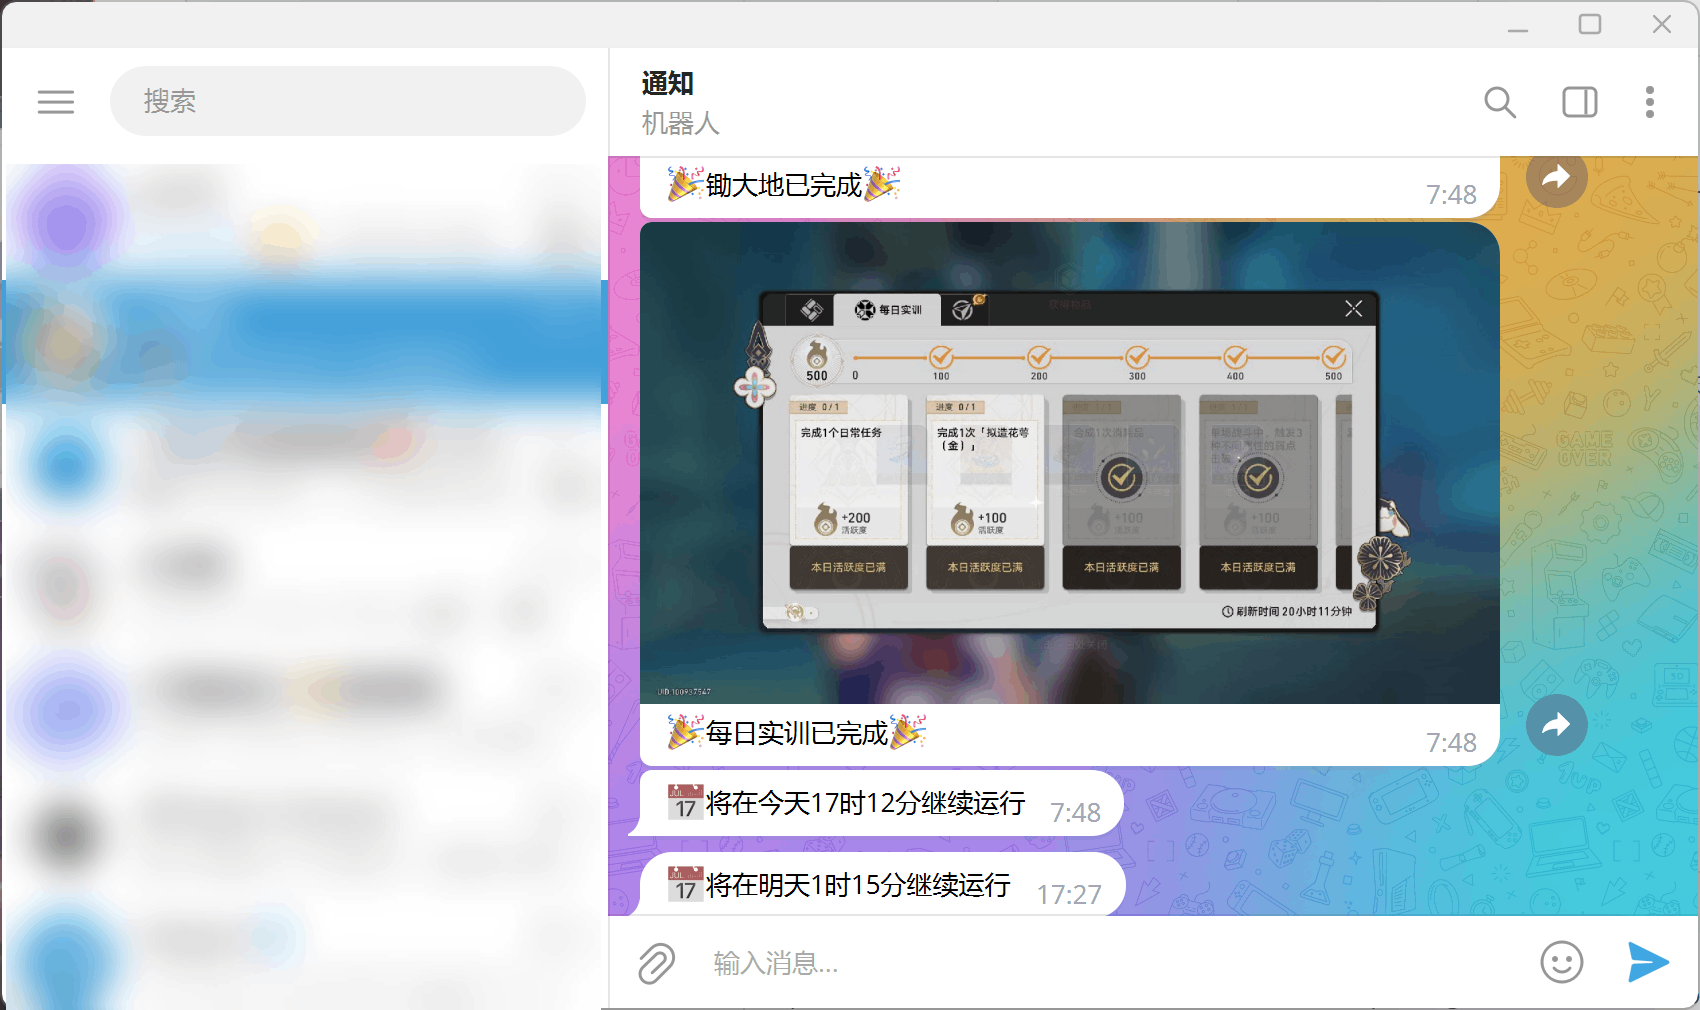 搜索
通知
机器人
🎉锄大地已完成🎉
7:48
每日实训
500
0
100
200
300
400
500
进度 0/1
完成1个日常任务
+200
活跃度
本日活跃度已满
进度 0/1
完成1次「拟造花萼
（金）」
+100
活跃度
本日活跃度已满
+100
活跃度
本日活跃度已满
+100
活跃度
本日活跃度已满
刷新时间 20小时11分钟
UID 100937547
🎉每日实训已完成🎉
7:48
📅将在今天17时12分继续运行
7:48
📅将在明天1时15分继续运行
17:27
输入消息...